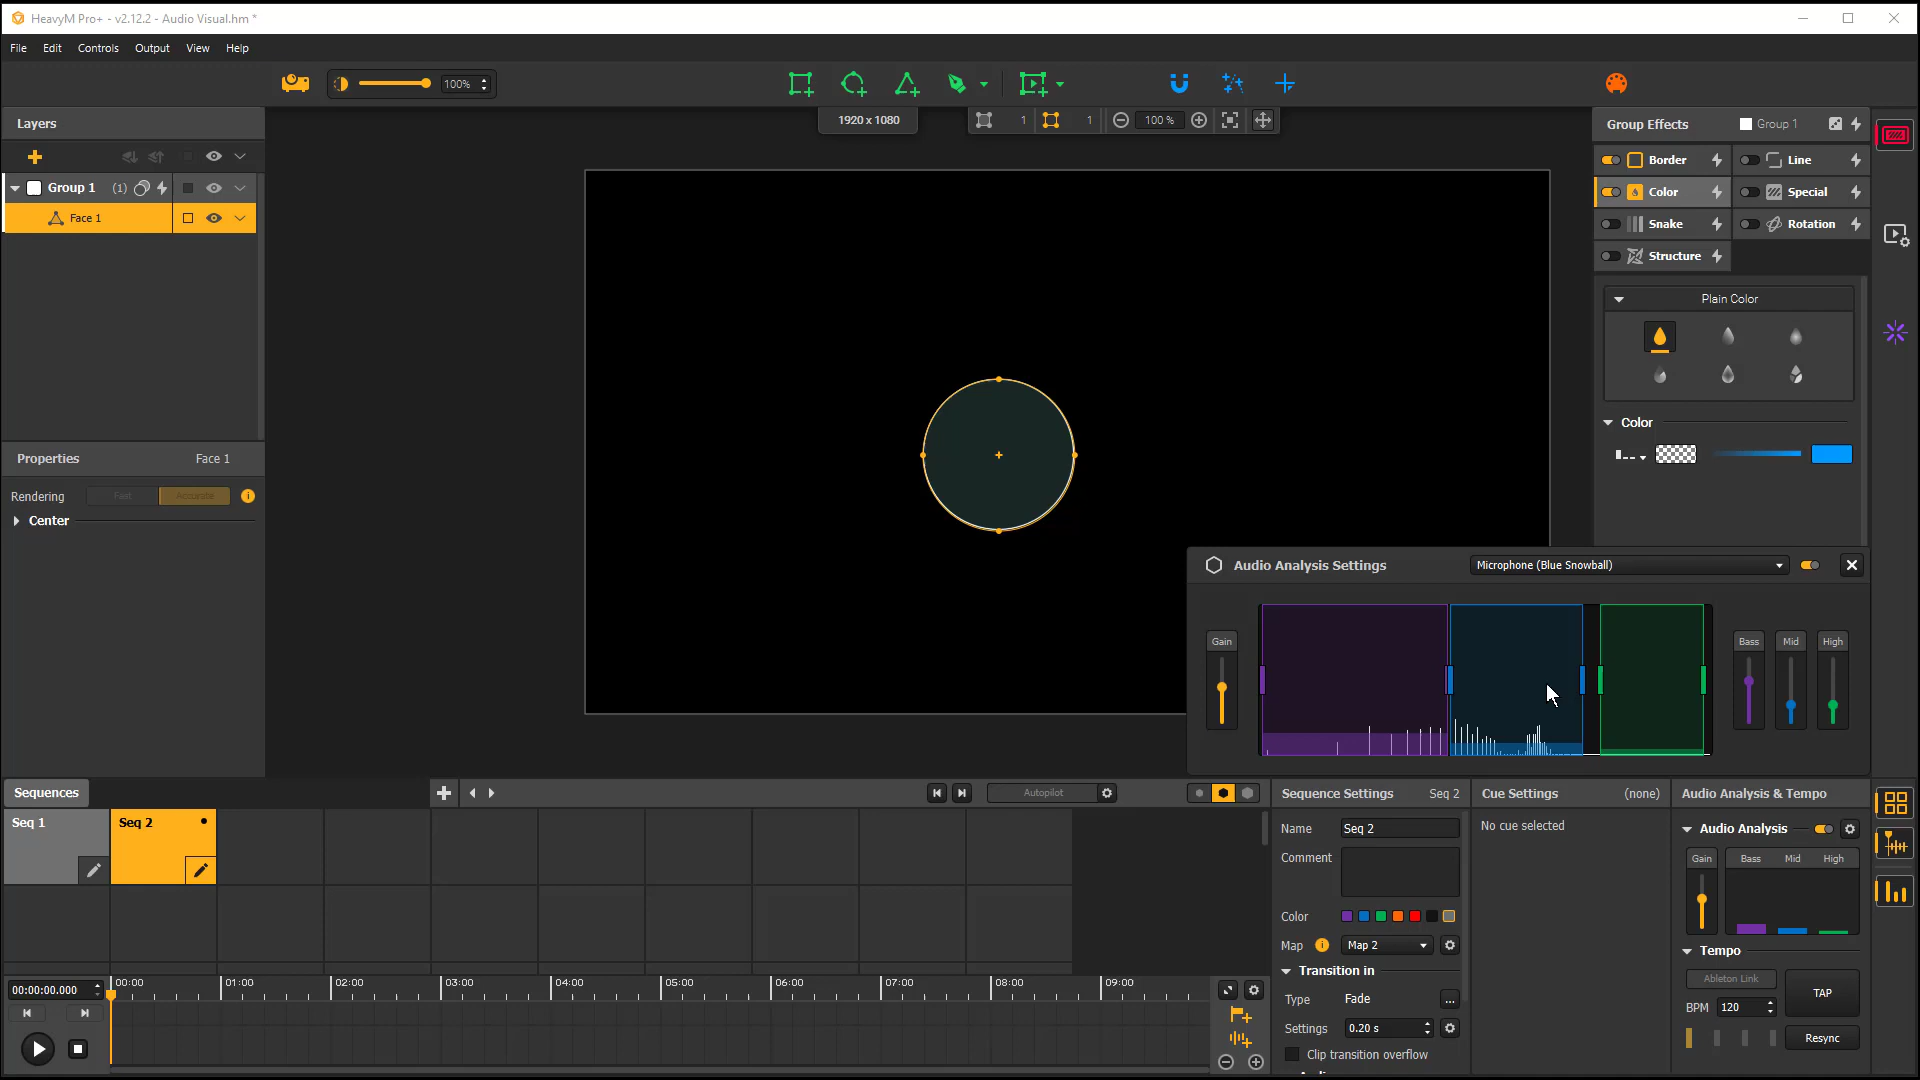 HeavyM Pro+ - v2.12.2 - Audio Visual.hm *
File Edit Controls Output View Help
100%
Layers
1920 x 1080
1 1 100 %
Group Effects Group 1
Border Line
Color Special
Snake Rotation
Structure
Group 1 (1)
Face 1
Plain Color
Color
Properties Face 1
Rendering Fast Accurate
Center
Audio Analysis Settings Microphone (Blue Snowball)
Gain Bass Mid High
Sequences Autopilot
Seq 1 Seq 2
Sequence Settings Seq 2
Name Seq 2
Comment
Color
Map Map 2
Transition in
Type Fade ...
Settings 0.20 s
Clip transition overflow
Cue Settings (none)
No cue selected
Audio Analysis & Tempo
Audio Analysis
Gain Bass Mid High
Tempo
Ableton Link TAP
BPM 120
Resync
00:00:00.000 00:00 01:00 02:00 03:00 04:00 05:00 06:00 07:00 08:00 09:00